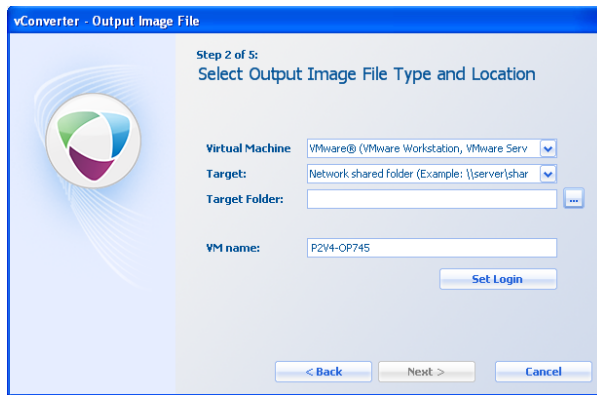 vConverter - Output Image File
Step 2 of 5:
Select Output Image File Type and Location
Virtual Machine VMware® (VMware Workstation, VMware Serv
Target: Network shared folder (Example: \\server\shar
Target Folder: ...
VM name: P2V4-OP745
Set Login
< Back Next > Cancel